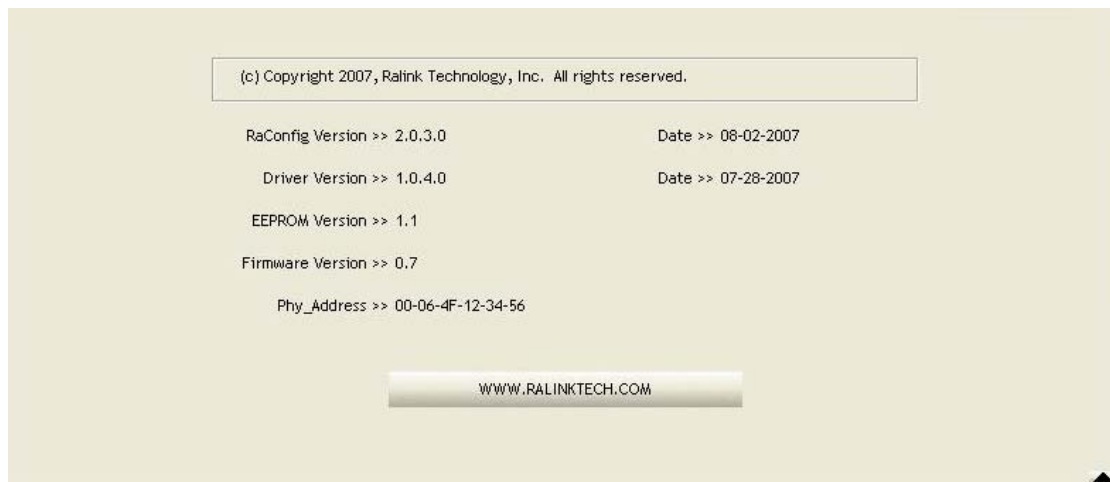 (c) Copyright 2007, Ralink Technology, Inc. All rights reserved.
RaConfig Version >> 2.0.3.0 Date >> 08-02-2007
Driver Version >> 1.0.4.0 Date >> 07-28-2007
EEPROM Version >> 1.1
Firmware Version >> 0.7
Phy_Address >> 00-06-4F-12-34-56
WWW.RALINKTECH.COM